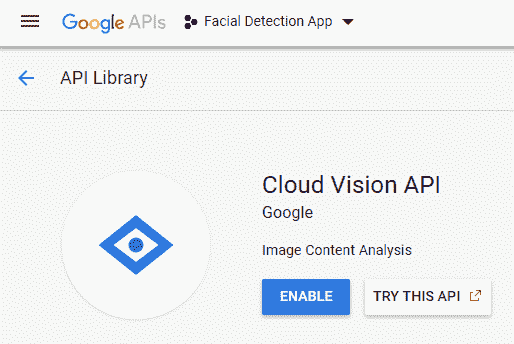 Google APIs Facial Detection App
API Library
Cloud Vision API
Google
Image Content Analysis
ENABLE TRY THIS API